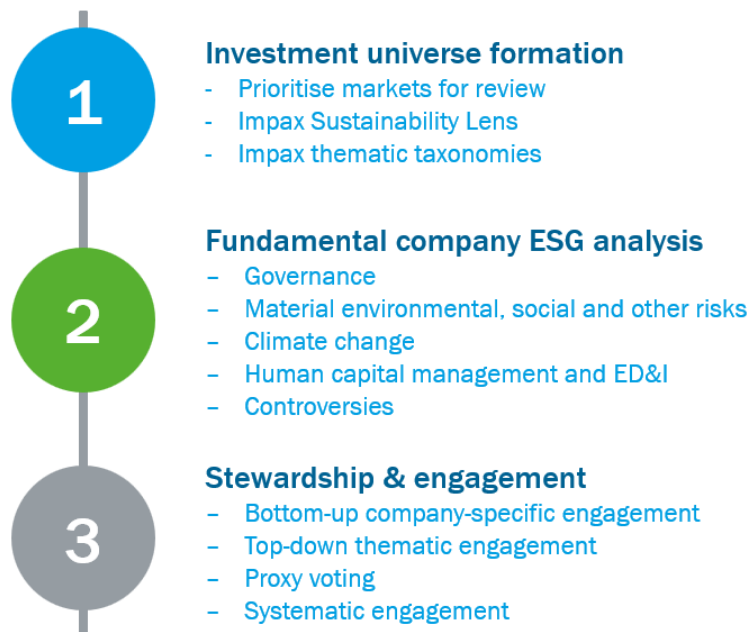 1
Investment universe formation
- Prioritise markets for review
- Impax Sustainability Lens
- Impax thematic taxonomies
2
Fundamental company ESG analysis
– Governance
– Material environmental, social and other risks
– Climate change
– Human capital management and ED&I
– Controversies
3
Stewardship & engagement
– Bottom-up company-specific engagement
– Top-down thematic engagement
– Proxy voting
– Systematic engagement